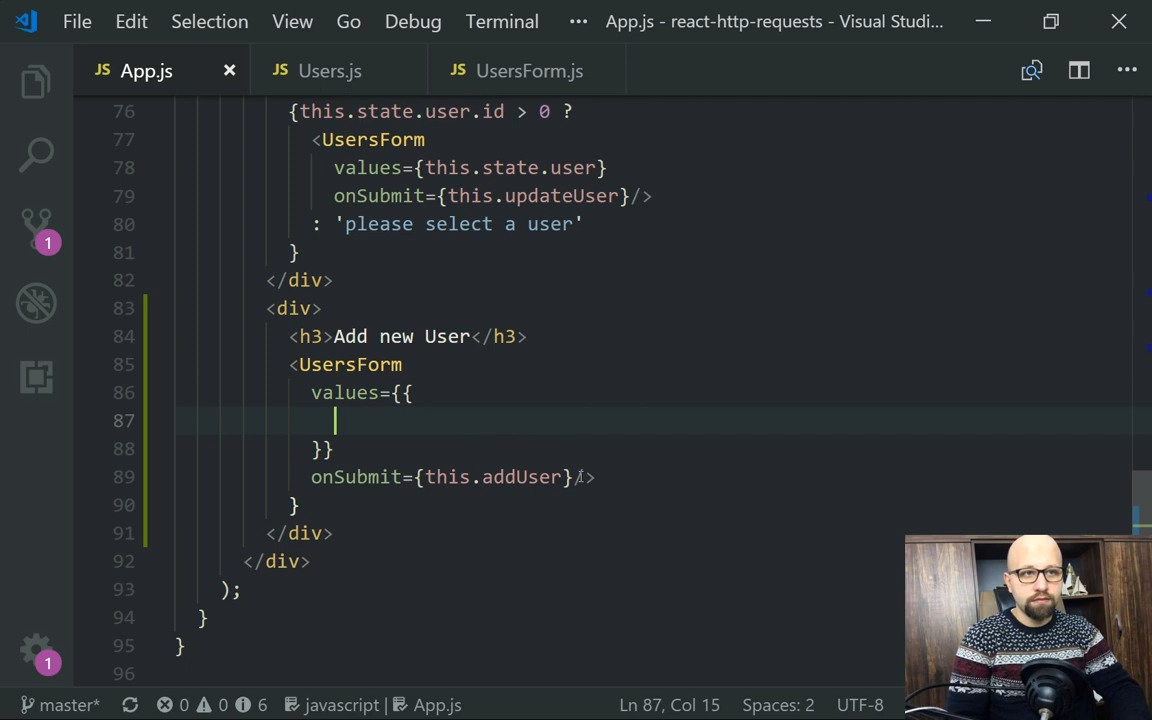 File Edit Selection View Go Debug Terminal ••• App.js - react-http-requests - Visual Studi...
JS App.js JS Users.js JS UsersForm.js
76 {this.state.user.id > 0 ?
77 <UsersForm
78 values={this.state.user}
79 onSubmit={this.updateUser}/>
80 : 'please select a user'
81 }
82 </div>
83 <div>
84 <h3>Add new User</h3>
85 <UsersForm
86 values={{
87
88 }}
89 onSubmit={this.addUser}/>
90 }
91 </div>
92 </div>
93 );
94 }
95 }
96
1
1
master* 0 0 6 javascript | App.js Ln 87, Col 15 Spaces: 2 UTF-8